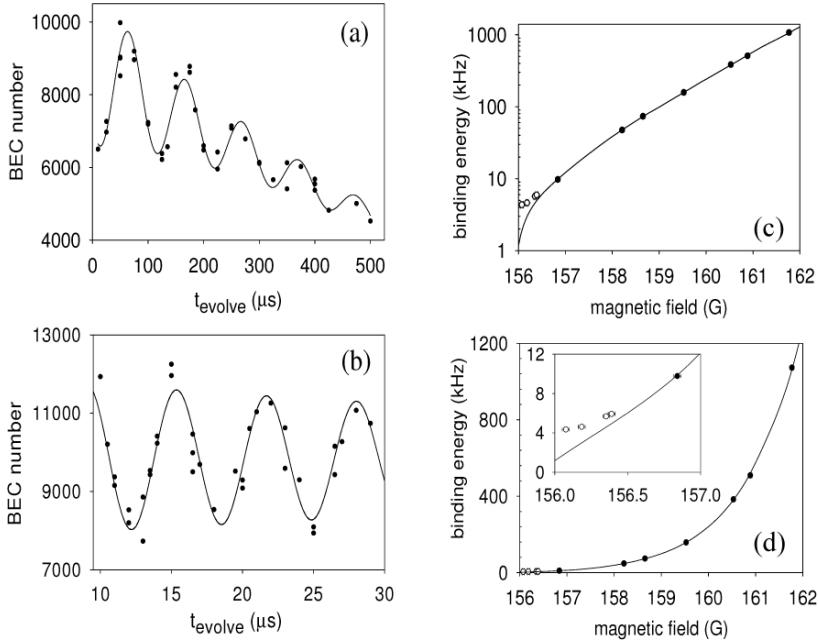 10000
8000
6000
4000
BEC number
(a)
0 100 200 300 400 500
t_evolve (μs)
1000
100
10
1
binding energy (kHz)
(c)
156 157 158 159 160 161 162
magnetic field (G)
13000
11000
9000
7000
BEC number
(b)
10 15 20 25 30
t_evolve (μs)
1200
800
400
0
binding energy (kHz)
12
8
4
0
156.0 156.5 157.0
(d)
156 157 158 159 160 161 162
magnetic field (G)